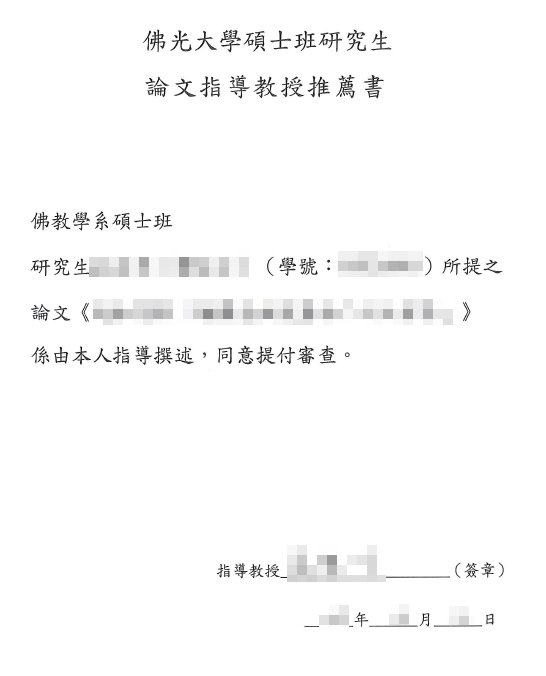 佛光大學碩士班研究生
論文指導教授推薦書
佛教學系碩士班
研究生（學號：）所提之
論文《》
係由本人指導撰述，同意提付審查。
指導教授（簽章）
年月日